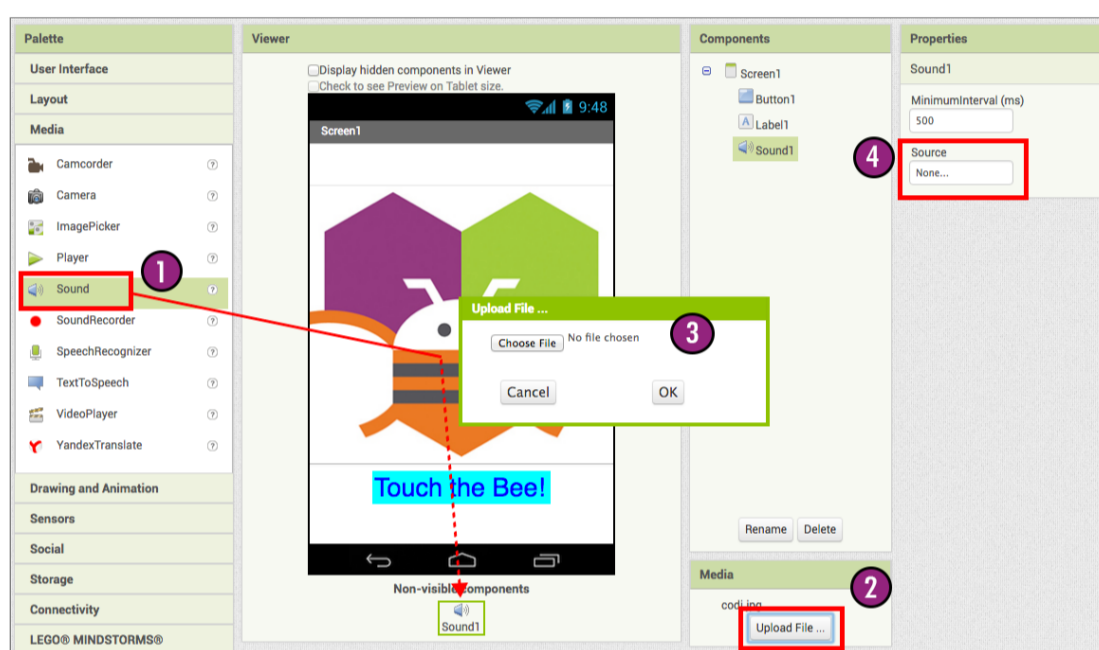 Palette
User Interface
Layout
Media
Camcorder ?
Camera ?
ImagePicker ?
Player ?
Sound ?
SoundRecorder ?
SpeechRecognizer ?
TextToSpeech ?
VideoPlayer ?
YandexTranslate ?
Drawing and Animation
Sensors
Social
Storage
Connectivity
LEGO® MINDSTORMS®
1
Viewer
Display hidden components in Viewer
Check to see Preview on Tablet size.
9:48
Screen1
Upload File ...
Choose File No file chosen
3
Cancel OK
Touch the Bee!
Non-visible components
Sound1
Components
Screen1
Button1
A Label1
Sound1
Rename Delete
Media
2
codi.jpg
Upload File ...
Properties
Sound1
MinimumInterval (ms)
500
4
Source
None...